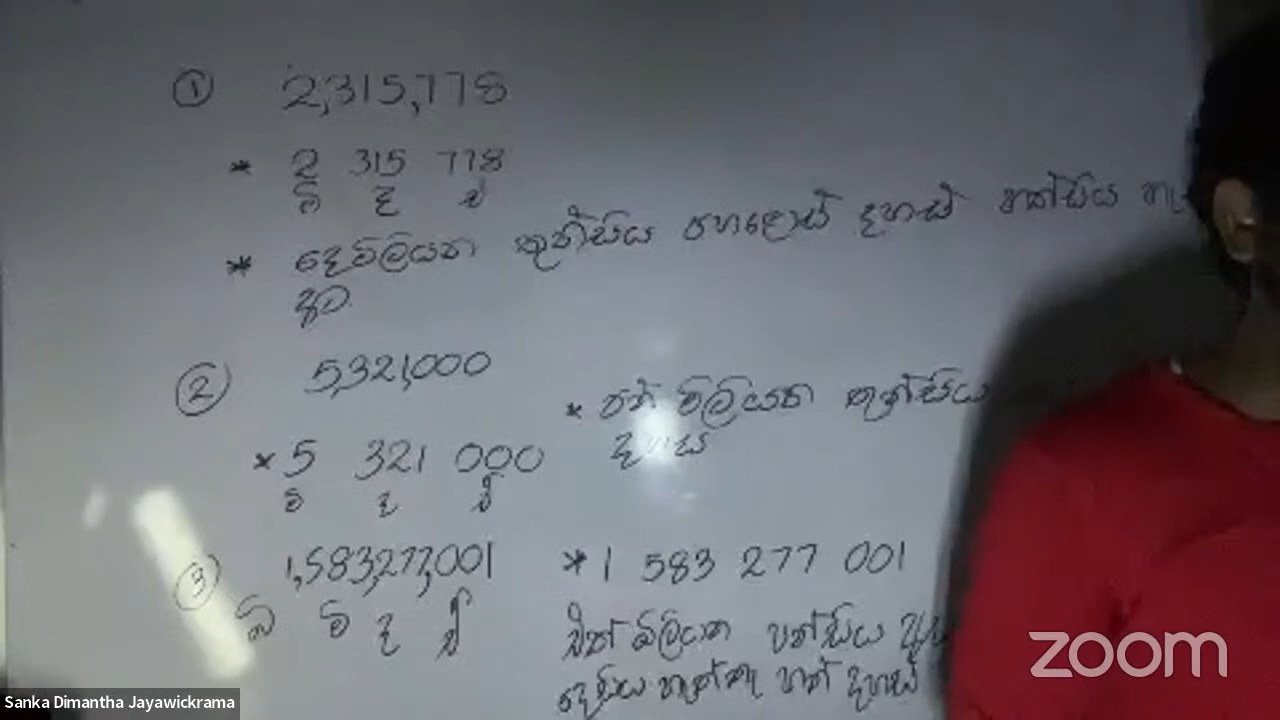 ① 2,315,778
* 2 315 778
මි ද ඒ
* දෙමිලියන තුන්සිය පහළොස් දහස් හත්සිය
අට
② 5,321,000
* පන් මිලියන තුන්සිය
දහස
* 5 321 000
මි ද ඒ
③ 1,583,277,001
* 1 583 277 001
බි මි ද ඒ
එක් බිලියන පන්සිය
දෙසිය හැත්තෑ හත් දහස්
zoom
Sanka Dimantha Jayawickrama